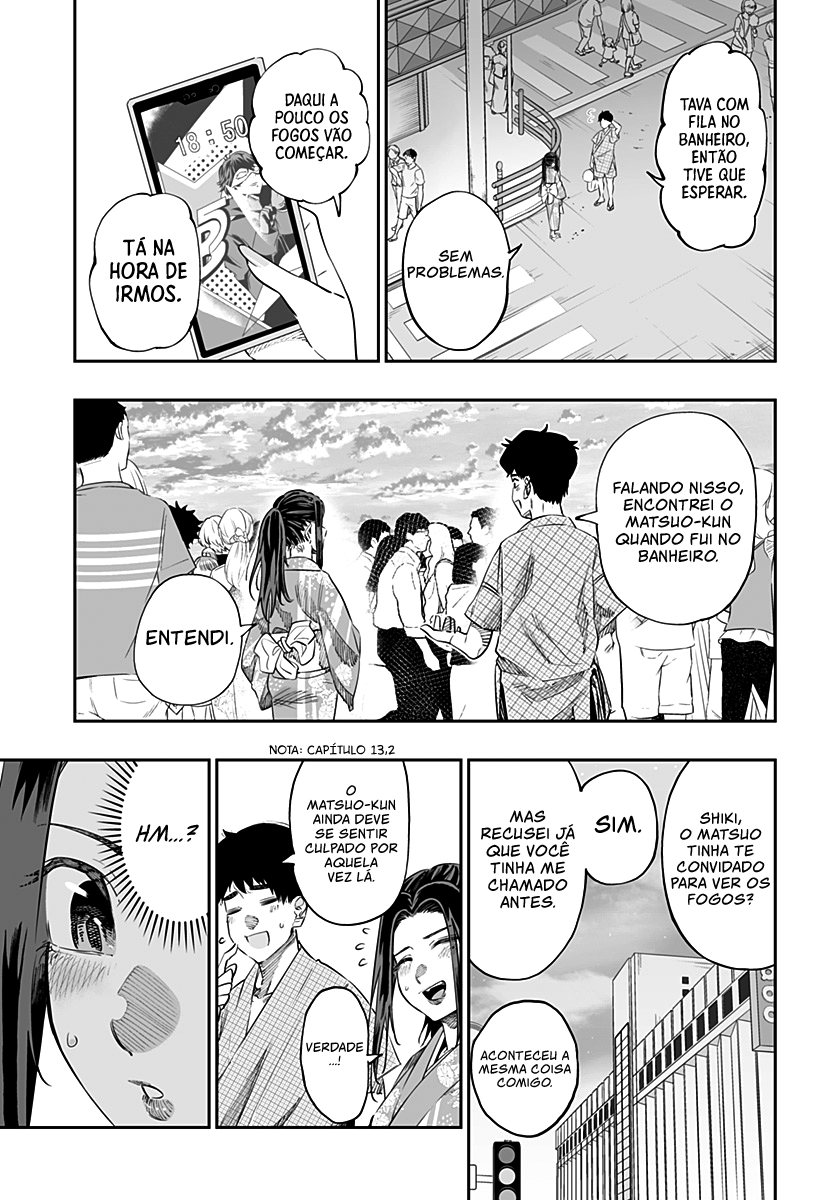 TAVA COM
FILA NO
BANHEIRO,
ENTÃO
TIVE QUE
ESPERAR.
SEM
PROBLEMAS.
DAQUI A
POUCO OS
FOGOS VÃO
COMEÇAR.
18:50
TÁ NA
HORA DE
IRMOS.
FALANDO NISSO,
ENCONTREI O
MATSUO-KUN
QUANDO FUI NO
BANHEIRO.
ENTENDI.
NOTA: CAPÍTULO 13,2
SHIKI,
O MATSUO
TINHA TE
CONVIDADO
PARA VER OS
FOGOS?
SIM.
MAS
RECUSEI JÁ
QUE VOCÊ
TINHA ME
CHAMADO
ANTES.
ACONTECEU A
MESMA COISA
COMIGO.
O
MATSUO-KUN
AINDA DEVE
SE SENTIR
CULPADO POR
AQUELA
VEZ LÁ.
VERDADE
...!
HM...?